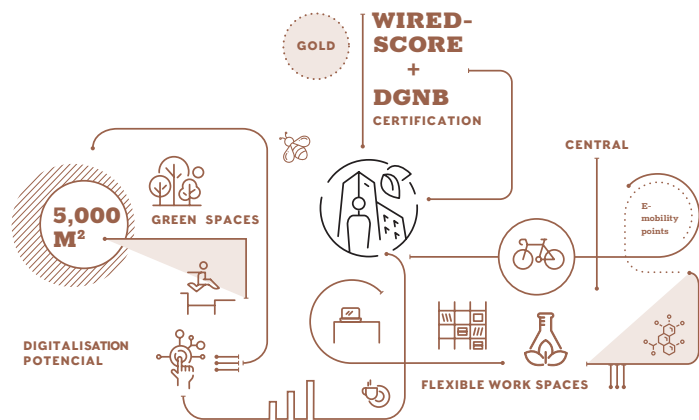 GOLD
WIRED-
SCORE
+
DGNB
CERTIFICATION
CENTRAL
5,000
M²
GREEN SPACES
E-
mobility
points
DIGITALISATION
POTENCIAL
FLEXIBLE WORK SPACES